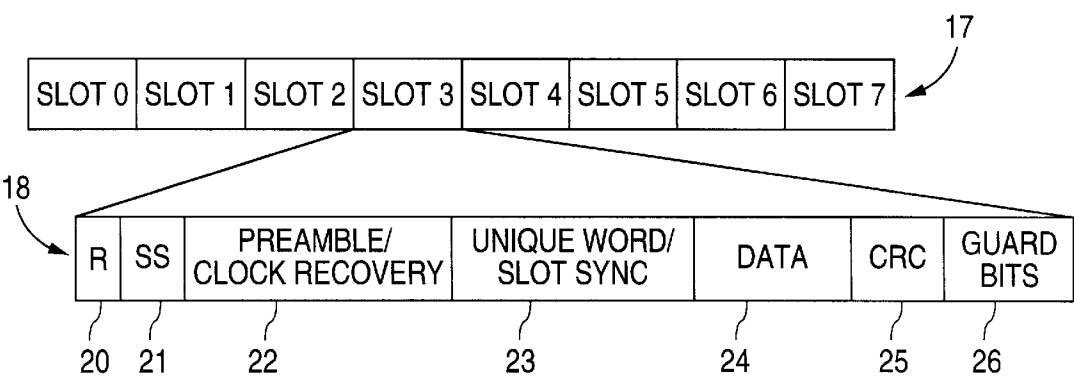 17
SLOT 0 SLOT 1 SLOT 2 SLOT 3 SLOT 4 SLOT 5 SLOT 6 SLOT 7
18
R SS PREAMBLE/ CLOCK RECOVERY UNIQUE WORD/ SLOT SYNC DATA CRC GUARD BITS
20 21 22 23 24 25 26